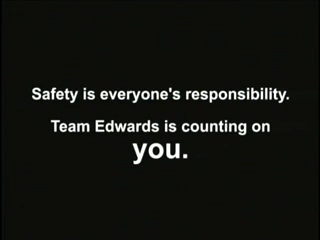 Safety is everyone's responsibility.
Team Edwards is counting on
you.